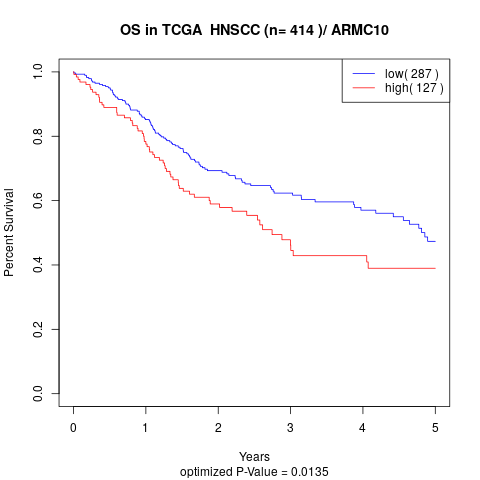 OS in TCGA  HNSCC (n= 414 )/ ARMC10
low( 287 )
high( 127 )
Percent Survival
1.0
0.8
0.6
0.4
0.2
0.0
0 1 2 3 4 5
Years
optimized P-Value = 0.0135